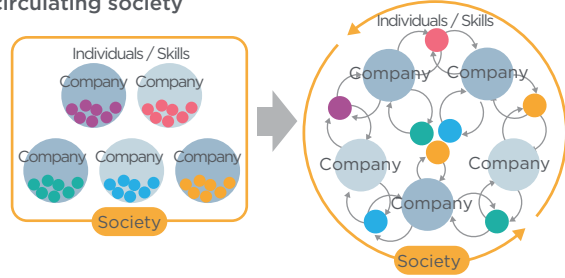 circulating society
Individuals / Skills
Company
Company
Company
Company
Company
Society
Individuals / Skills
Company
Company
Company
Company
Company
Society